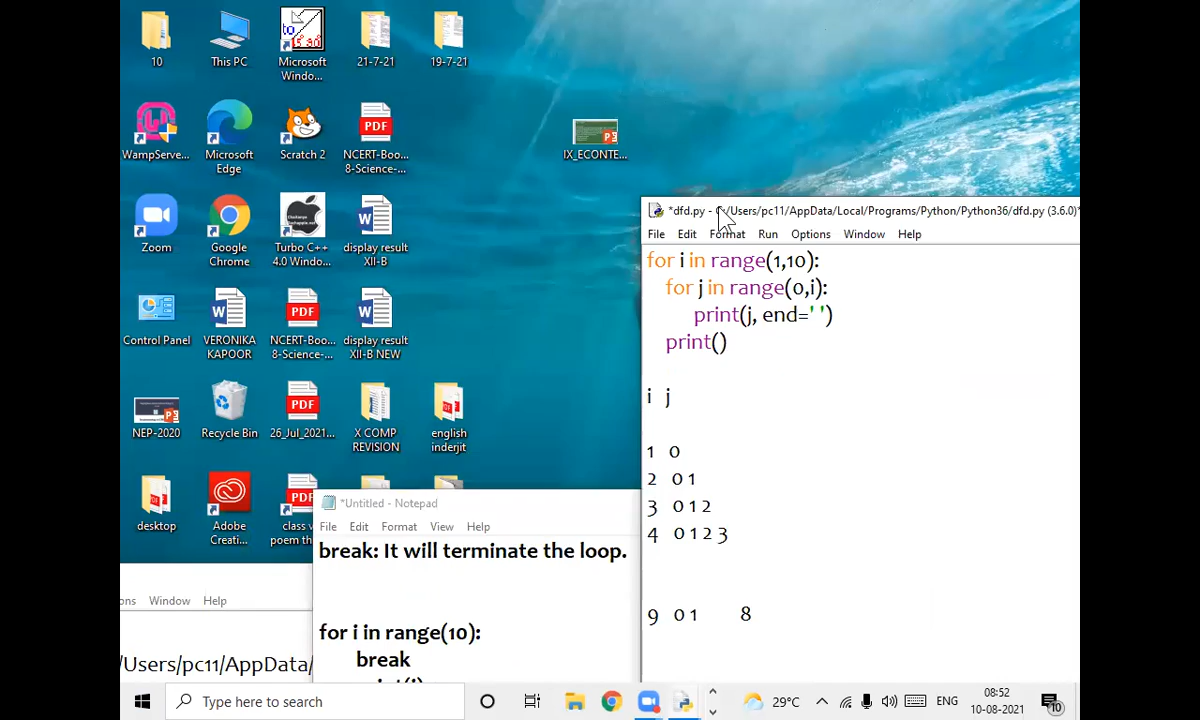 10
This PC
Microsoft
Windo...
21-7-21
19-7-21
WampServe...
Microsoft
Edge
Scratch 2
PDF
NCERT-Boo...
8-Science-...
IX_ECONTE...
Zoom
Google
Chrome
Turbo C++
4.0 Windo...
display result
XII-B
Control Panel
VERONIKA
KAPOOR
PDF
NCERT-Boo...
8-Science-...
display result
XII-B NEW
NEP-2020
Recycle Bin
PDF
26_Jul_2021...
X COMP
REVISION
english
inderjit
desktop
Adobe
Creati...
PDF
class v
poem th
ons Window Help
/Users/pc11/AppData/
*Untitled - Notepad
File Edit Format View Help
break: It will terminate the loop.
for i in range(10):
break
*dfd.py - C:/Users/pc11/AppData/Local/Programs/Python/Python36/dfd.py (3.6.0)*
File Edit Format Run Options Window Help
for i in range(1,10):
for j in range(0,i):
print(j, end=' ')
print()
i j
1 0
2 0 1
3 0 1 2
4 0 1 2 3
9 0 1 8
Type here to search
29°C
ENG
08:52
10-08-2021
10